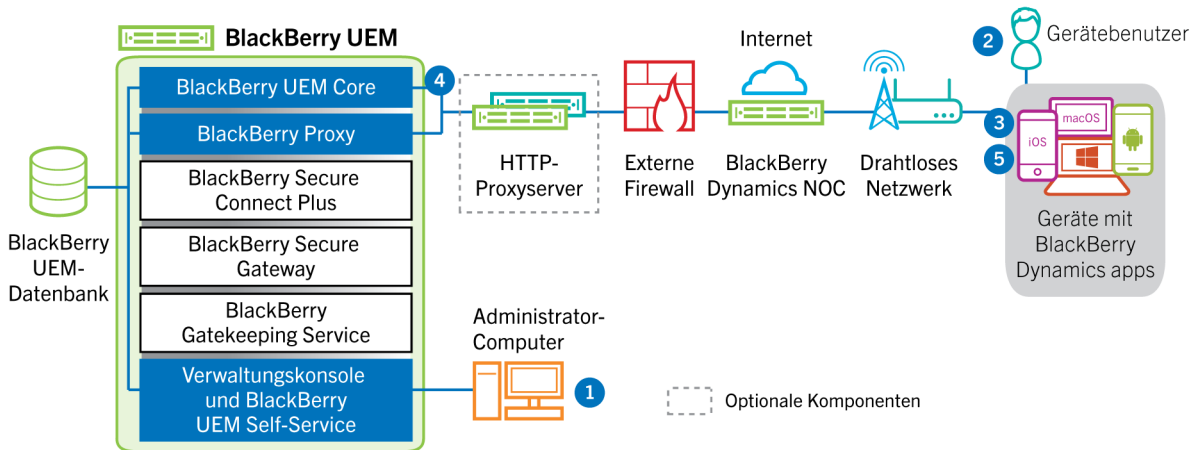 BlackBerry UEM
BlackBerry UEM Core
BlackBerry Proxy
BlackBerry Secure
Connect Plus
BlackBerry Secure
Gateway
BlackBerry
Gatekeeping Service
Verwaltungskonsole
und BlackBerry
UEM Self-Service
BlackBerry
UEM-
Datenbank
4
HTTP-
Proxyserver
Externe
Firewall
Internet
BlackBerry
Dynamics NOC
Drahtloses
Netzwerk
2
Gerätebenutzer
3
5
iOS
macOS
Geräte mit
BlackBerry
Dynamics apps
Administrator-
Computer
1
Optionale Komponenten